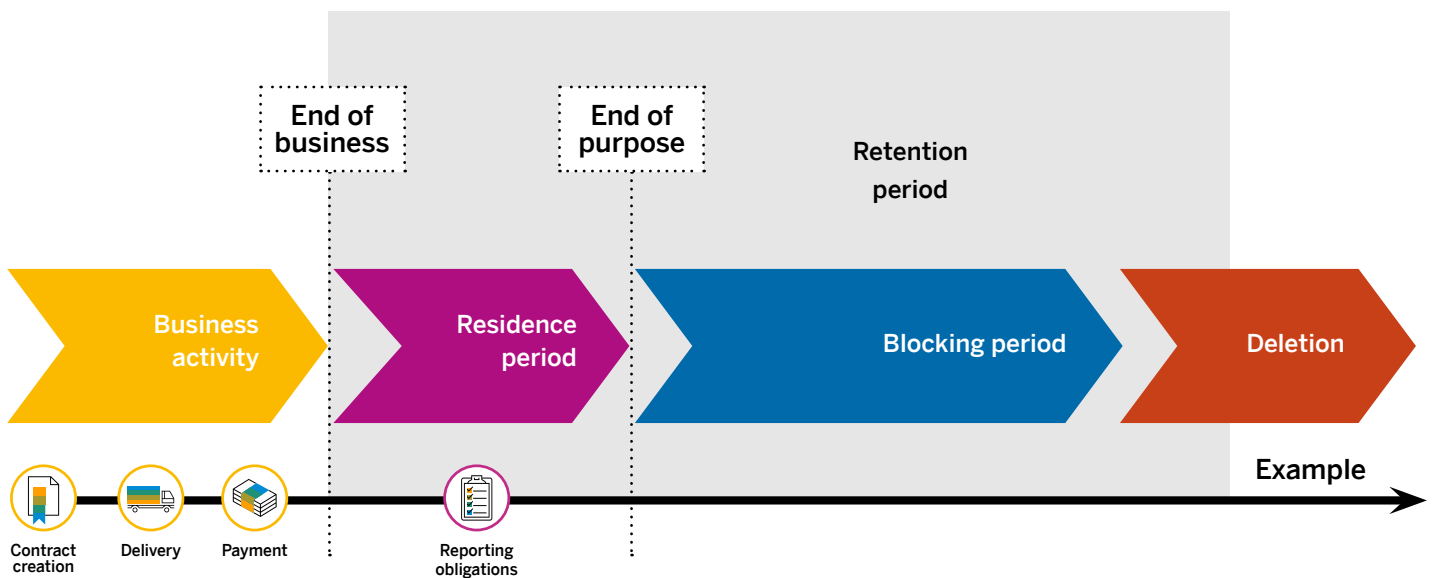 End of
business
End of
purpose
Retention
period
Business
activity
Residence
period
Blocking period
Deletion
Example
Contract
creation
Delivery
Payment
Reporting
obligations